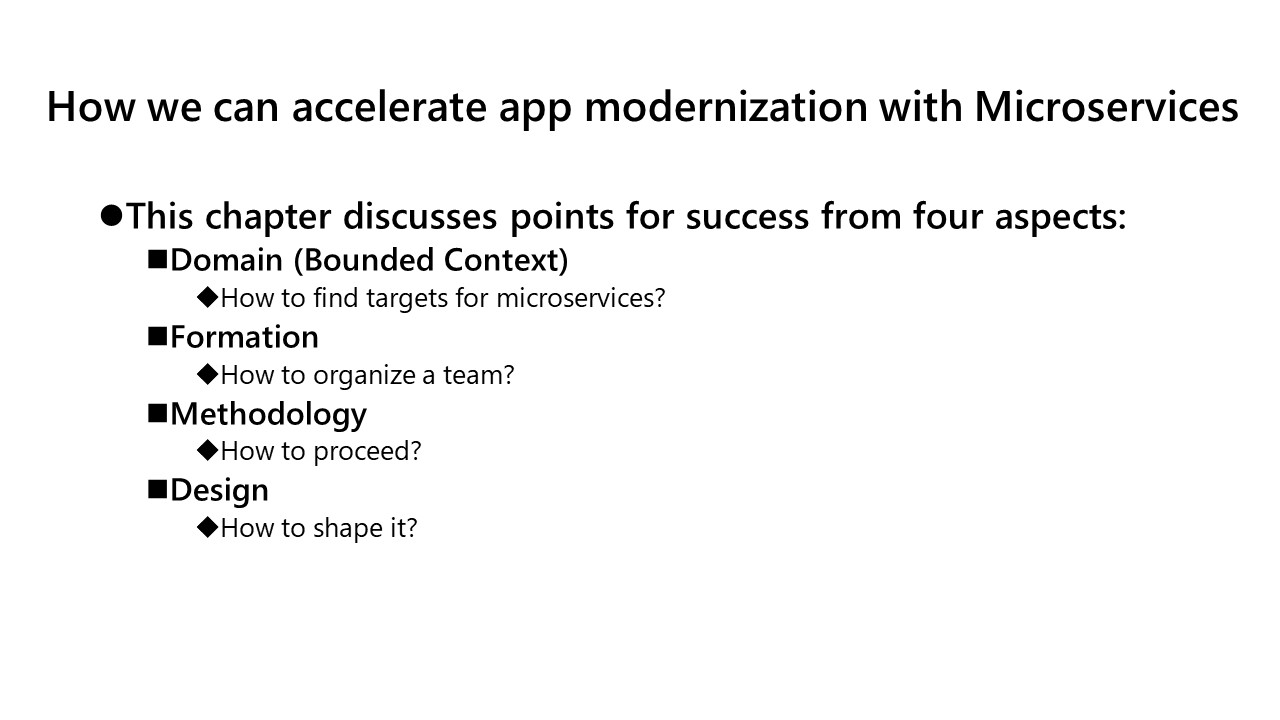 How we can accelerate app modernization with Microservices
●This chapter discusses points for success from four aspects:
■Domain (Bounded Context)
◆How to find targets for microservices?
■Formation
◆How to organize a team?
■Methodology
◆How to proceed?
■Design
◆How to shape it?